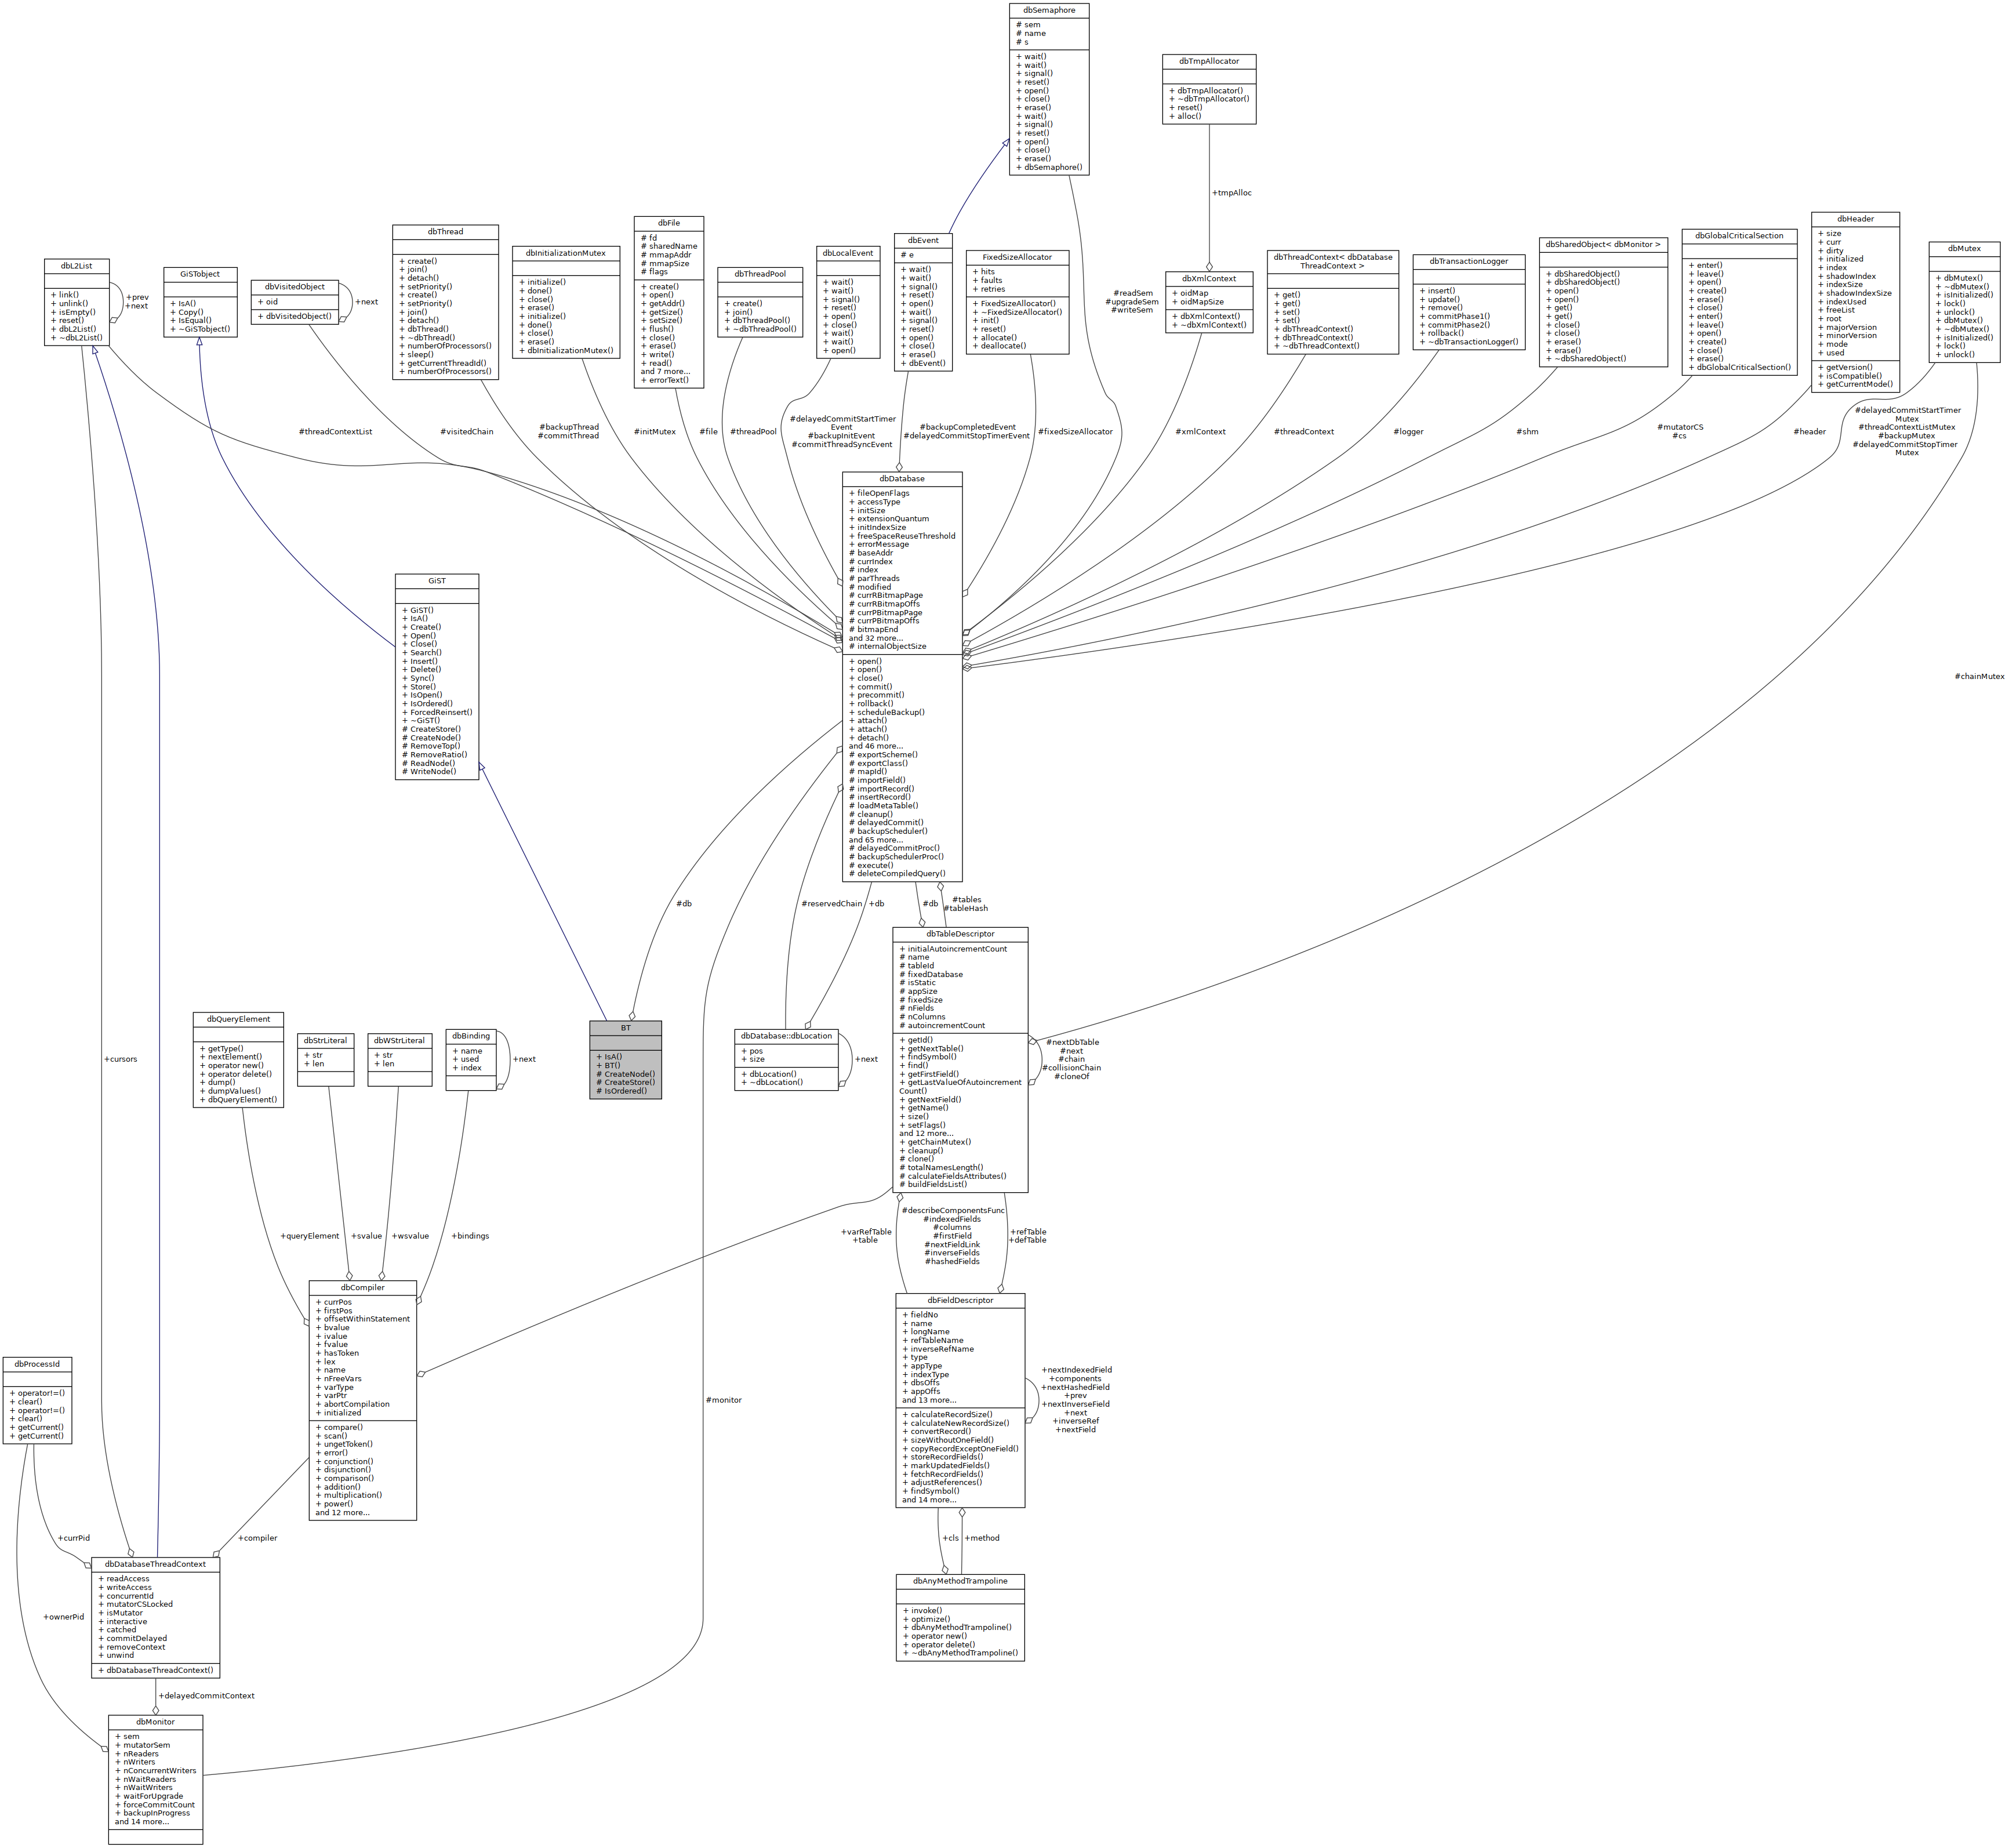 dbSemaphore
# sem
# name
# s
+ wait()
+ wait()
+ signal()
+ reset()
+ open()
+ close()
+ erase()
+ wait()
+ signal()
+ reset()
+ open()
+ close()
+ erase()
+ dbSemaphore()
dbTmpAllocator
+ dbTmpAllocator()
+ ~dbTmpAllocator()
+ reset()
+ alloc()
+tmpAlloc
dbL2List
+ link()
+ unlink()
+ isEmpty()
+ reset()
+ dbL2List()
+ ~dbL2List()
+prev
+next
GiSTobject
+ IsA()
+ Copy()
+ IsEqual()
+ ~GiSTobject()
dbVisitedObject
+ oid
+ dbVisitedObject()
+next
dbThread
+ create()
+ join()
+ detach()
+ setPriority()
+ create()
+ setPriority()
+ join()
+ detach()
+ dbThread()
+ ~dbThread()
+ numberOfProcessors()
+ sleep()
+ getCurrentThreadId()
+ numberOfProcessors()
dbInitializationMutex
+ initialize()
+ done()
+ close()
+ erase()
+ initialize()
+ done()
+ close()
+ erase()
+ dbInitializationMutex()
dbFile
# fd
# sharedName
# mmapAddr
# mmapSize
# flags
+ create()
+ open()
+ getAddr()
+ getSize()
+ setSize()
+ flush()
+ close()
+ erase()
+ write()
+ read()
and 7 more...
+ errorText()
dbThreadPool
+ create()
+ join()
+ dbThreadPool()
+ ~dbThreadPool()
dbLocalEvent
+ wait()
+ wait()
+ signal()
+ reset()
+ open()
+ close()
+ wait()
+ wait()
+ open()
dbEvent
# e
+ wait()
+ wait()
+ signal()
+ reset()
+ open()
+ wait()
+ signal()
+ reset()
+ open()
+ close()
+ erase()
+ dbEvent()
FixedSizeAllocator
+ hits
+ faults
+ retries
+ FixedSizeAllocator()
+ ~FixedSizeAllocator()
+ init()
+ reset()
+ allocate()
+ deallocate()
#readSem
#upgradeSem
#writeSem
dbXmlContext
+ oidMap
+ oidMapSize
+ dbXmlContext()
+ ~dbXmlContext()
dbThreadContext< dbDatabase
ThreadContext >
+ get()
+ get()
+ set()
+ set()
+ dbThreadContext()
+ dbThreadContext()
+ ~dbThreadContext()
dbTransactionLogger
+ insert()
+ update()
+ remove()
+ commitPhase1()
+ commitPhase2()
+ rollback()
+ ~dbTransactionLogger()
dbSharedObject< dbMonitor >
+ dbSharedObject()
+ dbSharedObject()
+ open()
+ open()
+ get()
+ get()
+ close()
+ close()
+ erase()
+ erase()
+ ~dbSharedObject()
dbGlobalCriticalSection
+ enter()
+ leave()
+ open()
+ create()
+ erase()
+ close()
+ enter()
+ leave()
+ open()
+ create()
+ close()
+ erase()
+ dbGlobalCriticalSection()
dbHeader
+ size
+ curr
+ dirty
+ initialized
+ index
+ shadowIndex
+ indexSize
+ shadowIndexSize
+ indexUsed
+ freeList
+ root
+ majorVersion
+ minorVersion
+ mode
+ used
+ getVersion()
+ isCompatible()
+ getCurrentMode()
dbMutex
+ dbMutex()
+ ~dbMutex()
+ isInitialized()
+ lock()
+ unlock()
+ dbMutex()
+ ~dbMutex()
+ isInitialized()
+ lock()
+ unlock()
#threadContextList
#visitedChain
#backupThread
#commitThread
#initMutex
#file
#threadPool
#delayedCommitStartTimer
Event
#backupInitEvent
#commitThreadSyncEvent
#backupCompletedEvent
#delayedCommitStopTimerEvent
#fixedSizeAllocator
#xmlContext
#threadContext
#logger
#shm
#mutatorCS
#cs
#header
#delayedCommitStartTimer
Mutex
#threadContextListMutex
#backupMutex
#delayedCommitStopTimer
Mutex
dbDatabase
+ fileOpenFlags
+ accessType
+ initSize
+ extensionQuantum
+ initIndexSize
+ freeSpaceReuseThreshold
+ errorMessage
# baseAddr
# currIndex
# index
# parThreads
# modified
# currRBitmapPage
# currRBitmapOffs
# currPBitmapPage
# currPBitmapOffs
# bitmapEnd
and 32 more...
# internalObjectSize
+ open()
+ open()
+ close()
+ commit()
+ precommit()
+ rollback()
+ scheduleBackup()
+ attach()
+ attach()
+ detach()
and 46 more...
# exportScheme()
# exportClass()
# mapId()
# importField()
# importRecord()
# insertRecord()
# loadMetaTable()
# cleanup()
# delayedCommit()
# backupScheduler()
and 65 more...
# delayedCommitProc()
# backupSchedulerProc()
# execute()
# deleteCompiledQuery()
GiST
+ GiST()
+ IsA()
+ Create()
+ Open()
+ Close()
+ Search()
+ Insert()
+ Delete()
+ Sync()
+ Store()
+ IsOpen()
+ IsOrdered()
+ ForcedReinsert()
+ ~GiST()
# CreateStore()
# CreateNode()
# RemoveTop()
# RemoveRatio()
# ReadNode()
# WriteNode()
#chainMutex
#db
#reservedChain
+db
#db
#tables
#tableHash
dbTableDescriptor
+ initialAutoincrementCount
# name
# tableId
# fixedDatabase
# isStatic
# appSize
# fixedSize
# nFields
# nColumns
# autoincrementCount
+ getId()
+ getNextTable()
+ findSymbol()
+ find()
+ getFirstField()
+ getLastValueOfAutoincrement
Count()
+ getNextField()
+ getName()
+ size()
+ setFlags()
and 12 more...
+ getChainMutex()
+ cleanup()
# clone()
# totalNamesLength()
# calculateFieldsAttributes()
# buildFieldsList()
#nextDbTable
#next
#chain
#collisionChain
#cloneOf
dbQueryElement
+ getType()
+ nextElement()
+ operator new()
+ operator delete()
+ dump()
+ dumpValues()
+ dbQueryElement()
dbStrLiteral
+ str
+ len
dbWStrLiteral
+ str
+ len
dbBinding
+ name
+ used
+ index
+next
BT
+ IsA()
+ BT()
# CreateNode()
# CreateStore()
# IsOrdered()
dbDatabase::dbLocation
+ pos
+ size
+ dbLocation()
+ ~dbLocation()
+next
+cursors
+queryElement
+svalue
+wsvalue
+bindings
+varRefTable
+table
#describeComponentsFunc
#indexedFields
#columns
#firstField
#nextFieldLink
#inverseFields
#hashedFields
+refTable
+defTable
dbCompiler
+ currPos
+ firstPos
+ offsetWithinStatement
+ bvalue
+ ivalue
+ fvalue
+ hasToken
+ lex
+ name
+ nFreeVars
+ varType
+ varPtr
+ abortCompilation
+ initialized
+ compare()
+ scan()
+ ungetToken()
+ error()
+ conjunction()
+ disjunction()
+ comparison()
+ addition()
+ multiplication()
+ power()
and 12 more...
dbFieldDescriptor
+ fieldNo
+ name
+ longName
+ refTableName
+ inverseRefName
+ type
+ appType
+ indexType
+ dbsOffs
+ appOffs
and 13 more...
+ calculateRecordSize()
+ calculateNewRecordSize()
+ convertRecord()
+ sizeWithoutOneField()
+ copyRecordExceptOneField()
+ storeRecordFields()
+ markUpdatedFields()
+ fetchRecordFields()
+ adjustReferences()
+ findSymbol()
and 14 more...
+nextIndexedField
+components
+nextHashedField
+prev
+nextInverseField
+next
+inverseRef
+nextField
dbProcessId
+ operator!=()
+ clear()
+ operator!=()
+ clear()
+ getCurrent()
+ getCurrent()
#monitor
+currPid
+compiler
+cls
+method
dbDatabaseThreadContext
+ readAccess
+ writeAccess
+ concurrentId
+ mutatorCSLocked
+ isMutator
+ interactive
+ catched
+ commitDelayed
+ removeContext
+ unwind
+ dbDatabaseThreadContext()
dbAnyMethodTrampoline
+ invoke()
+ optimize()
+ dbAnyMethodTrampoline()
+ operator new()
+ operator delete()
+ ~dbAnyMethodTrampoline()
+ownerPid
+delayedCommitContext
dbMonitor
+ sem
+ mutatorSem
+ nReaders
+ nWriters
+ nConcurrentWriters
+ nWaitReaders
+ nWaitWriters
+ waitForUpgrade
+ forceCommitCount
+ backupInProgress
and 14 more...